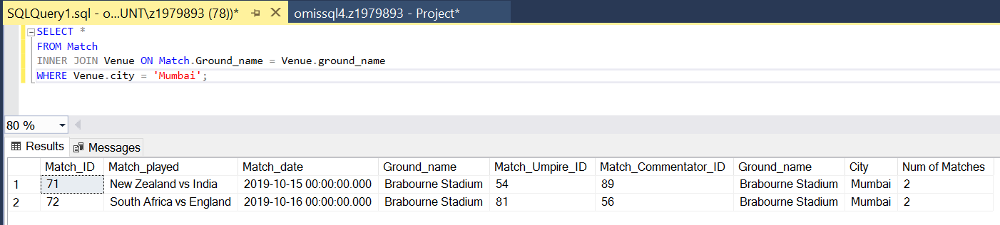 SQLQuery1.sql - o...UNT\z1979893 (78))* omissql4.z1979893 - Project*
SELECT *
FROM Match
INNER JOIN Venue ON Match.Ground_name = Venue.ground_name
WHERE Venue.city = 'Mumbai';
80 %
Results Messages
Match_ID Match_played Match_date Ground_name Match_Umpire_ID Match_Commentator_ID Ground_name City Num of Matches
1 71 New Zealand vs India 2019-10-15 00:00:00.000 Brabourne Stadium 54 89 Brabourne Stadium Mumbai 2
2 72 South Africa vs England 2019-10-16 00:00:00.000 Brabourne Stadium 81 56 Brabourne Stadium Mumbai 2